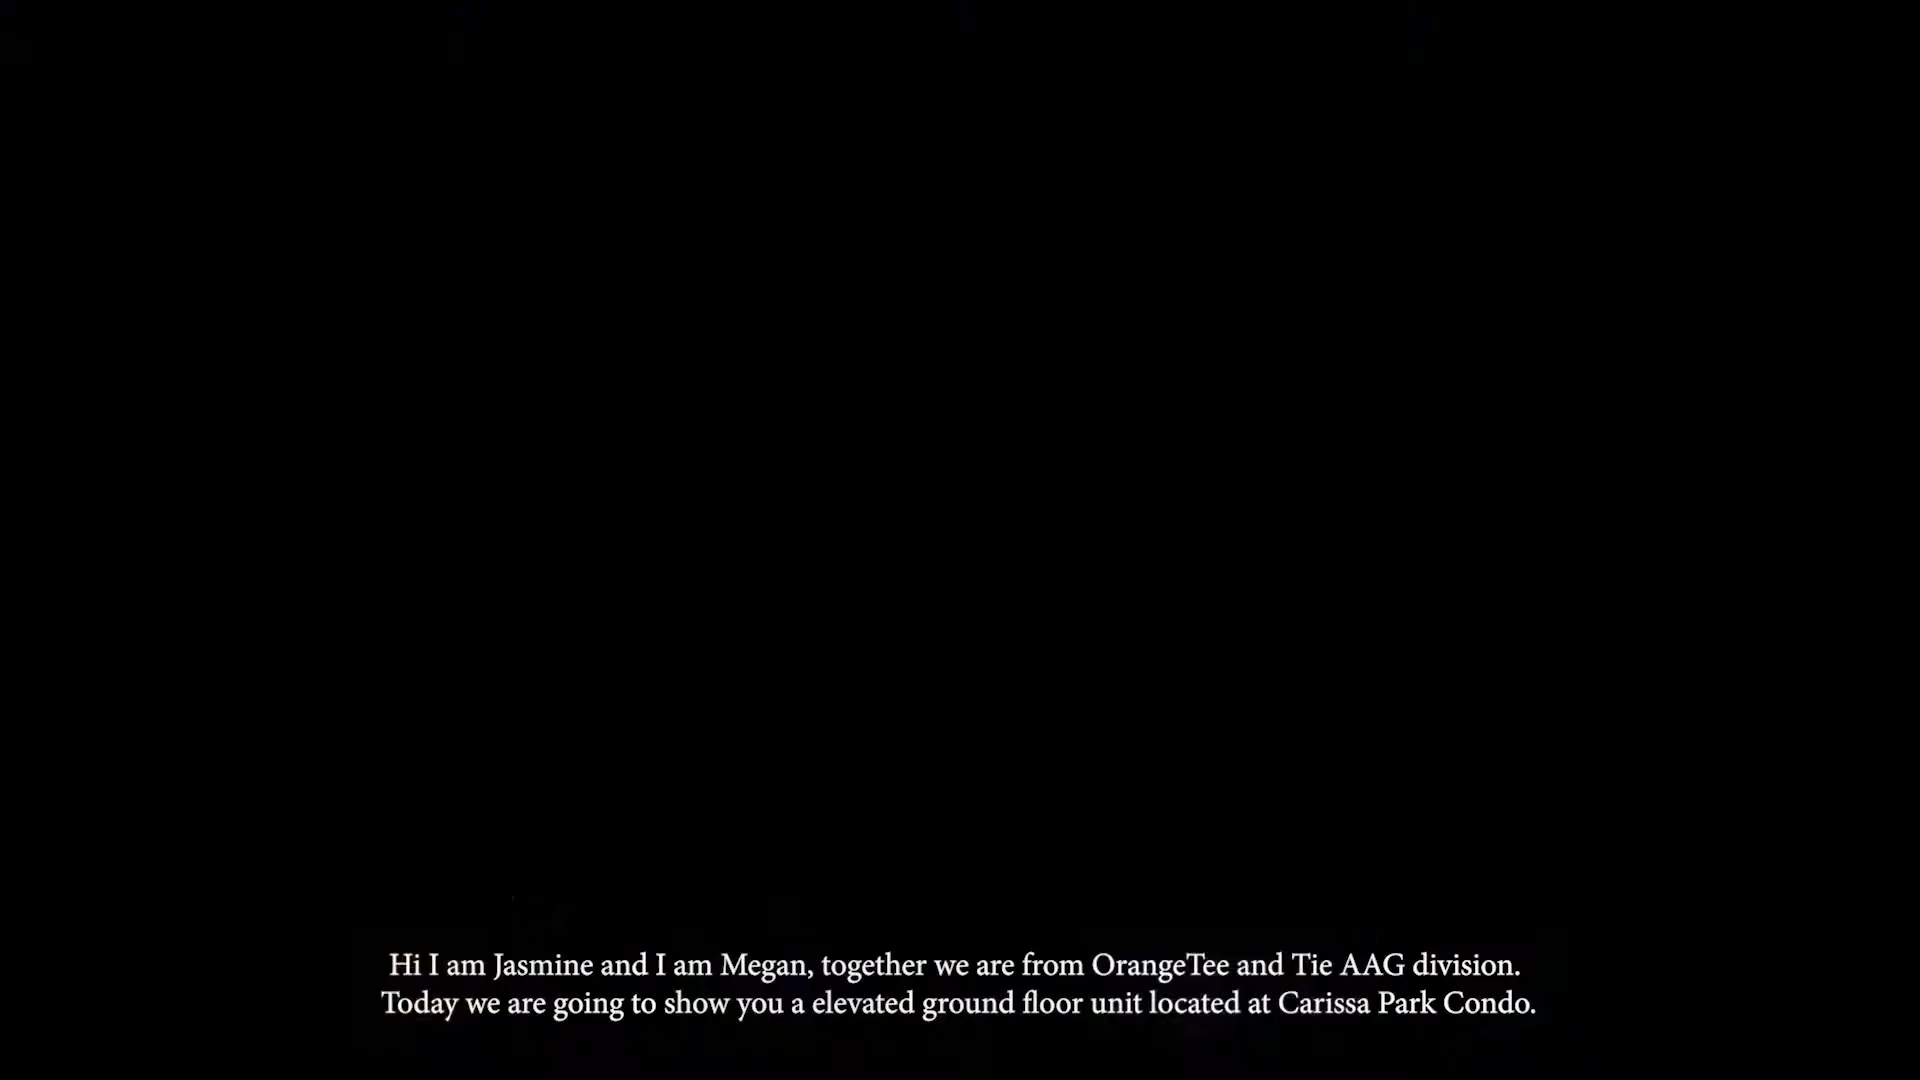 Hi I am Jasmine and I am Megan, together we are from OrangeTee and Tie AAG division.
Today we are going to show you a elevated ground floor unit located at Carissa Park Condo.